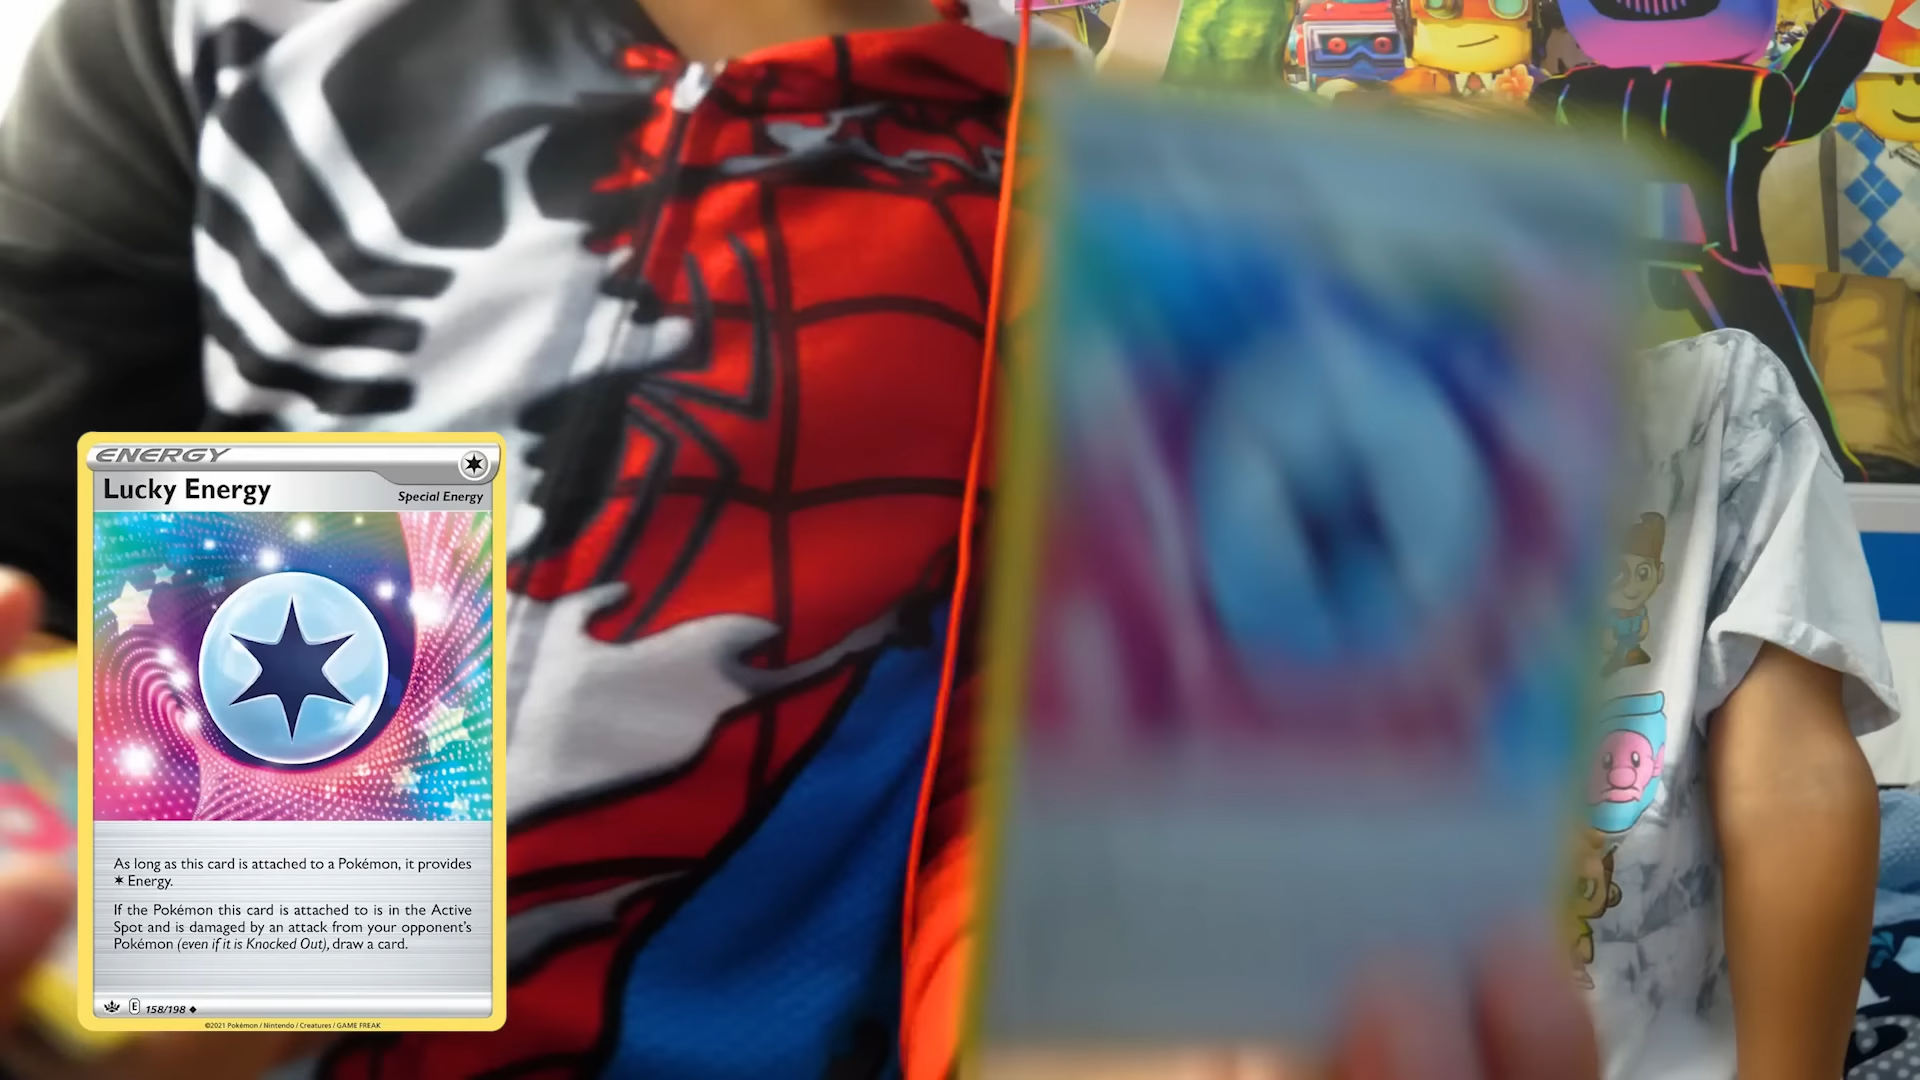 ENERGY
Lucky Energy
Special Energy
As long as this card is attached to a Pokémon, it provides
✶ Energy.
If the Pokémon this card is attached to is in the Active
Spot and is damaged by an attack from your opponent's
Pokémon (even if it is Knocked Out), draw a card.
E 158/198 ◆
©2021 Pokémon / Nintendo / Creatures / GAME FREAK